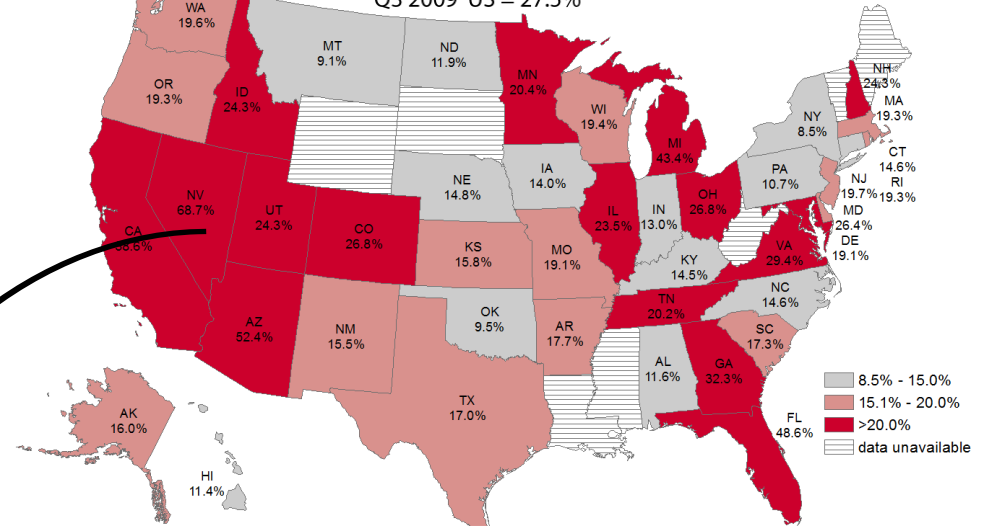 Q3 2009 US = 27.5%
WA
19.6%
MT
9.1%
ND
11.9%
MN
20.4%
OR
19.3%
ID
24.3%
WI
19.4%
MI
43.4%
NY
8.5%
NH
24.3%
MA
19.3%
CT
14.6%
RI
19.3%
NJ
19.7%
MD
26.4%
DE
19.1%
PA
10.7%
NV
68.7%
UT
24.3%
CO
26.8%
NE
14.8%
IA
14.0%
IL
23.5%
IN
13.0%
OH
26.8%
CA
KS
15.8%
MO
19.1%
KY
14.5%
VA
29.4%
NC
14.6%
TN
20.2%
SC
17.3%
AZ
52.4%
NM
15.5%
OK
9.5%
AR
17.7%
AL
11.6%
GA
32.3%
TX
17.0%
FL
48.6%
AK
16.0%
HI
11.4%
8.5% - 15.0%
15.1% - 20.0%
>20.0%
data unavailable